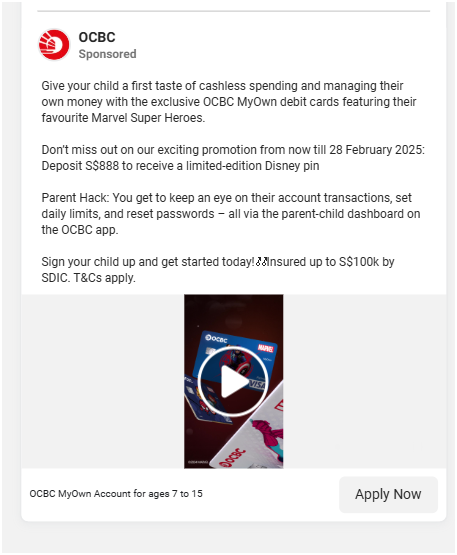 OCBC
Sponsored
Give your child a first taste of cashless spending and managing their
own money with the exclusive OCBC MyOwn debit cards featuring their
favourite Marvel Super Heroes.
Don't miss out on our exciting promotion from now till 28 February 2025:
Deposit S$888 to receive a limited-edition Disney pin
Parent Hack: You get to keep an eye on their account transactions, set
daily limits, and reset passwords – all via the parent-child dashboard on
the OCBC app.
Sign your child up and get started today! Insured up to S$100k by
SDIC. T&Cs apply.
OCBC
MARVEL
VISA
OCBC
OCBC MyOwn Account for ages 7 to 15
Apply Now